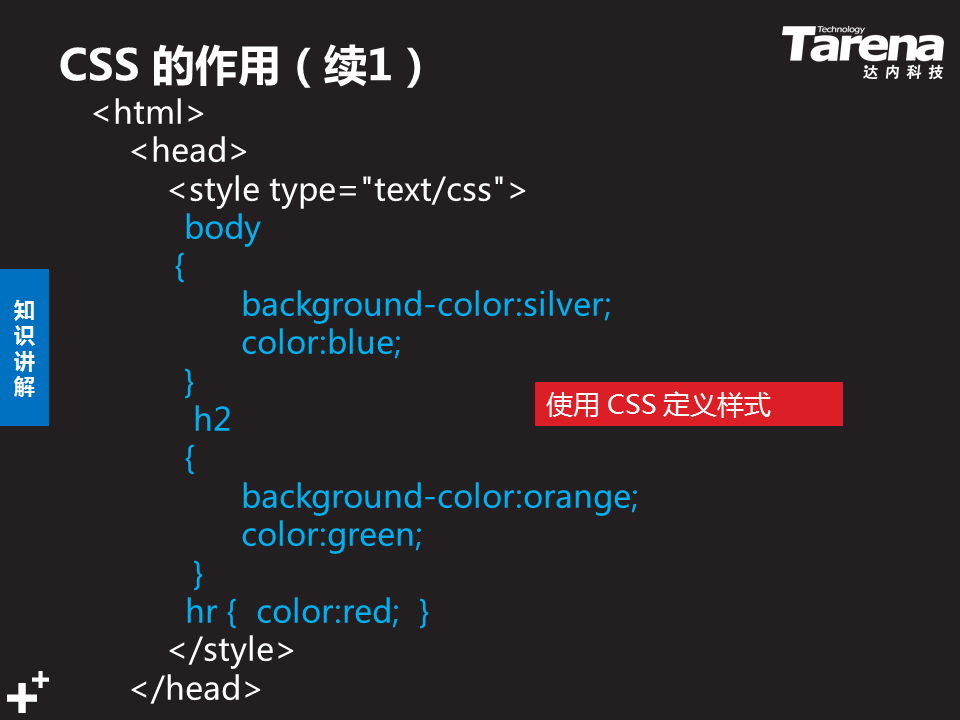 CSS 的作用（续1）
Technology
Tarena
达内科技
<html>
<head>
<style type="text/css">
body
{
background-color:silver;
color:blue;
}
h2
{
background-color:orange;
color:green;
}
hr { color:red; }
</style>
</head>
使用 CSS 定义样式
知识讲解